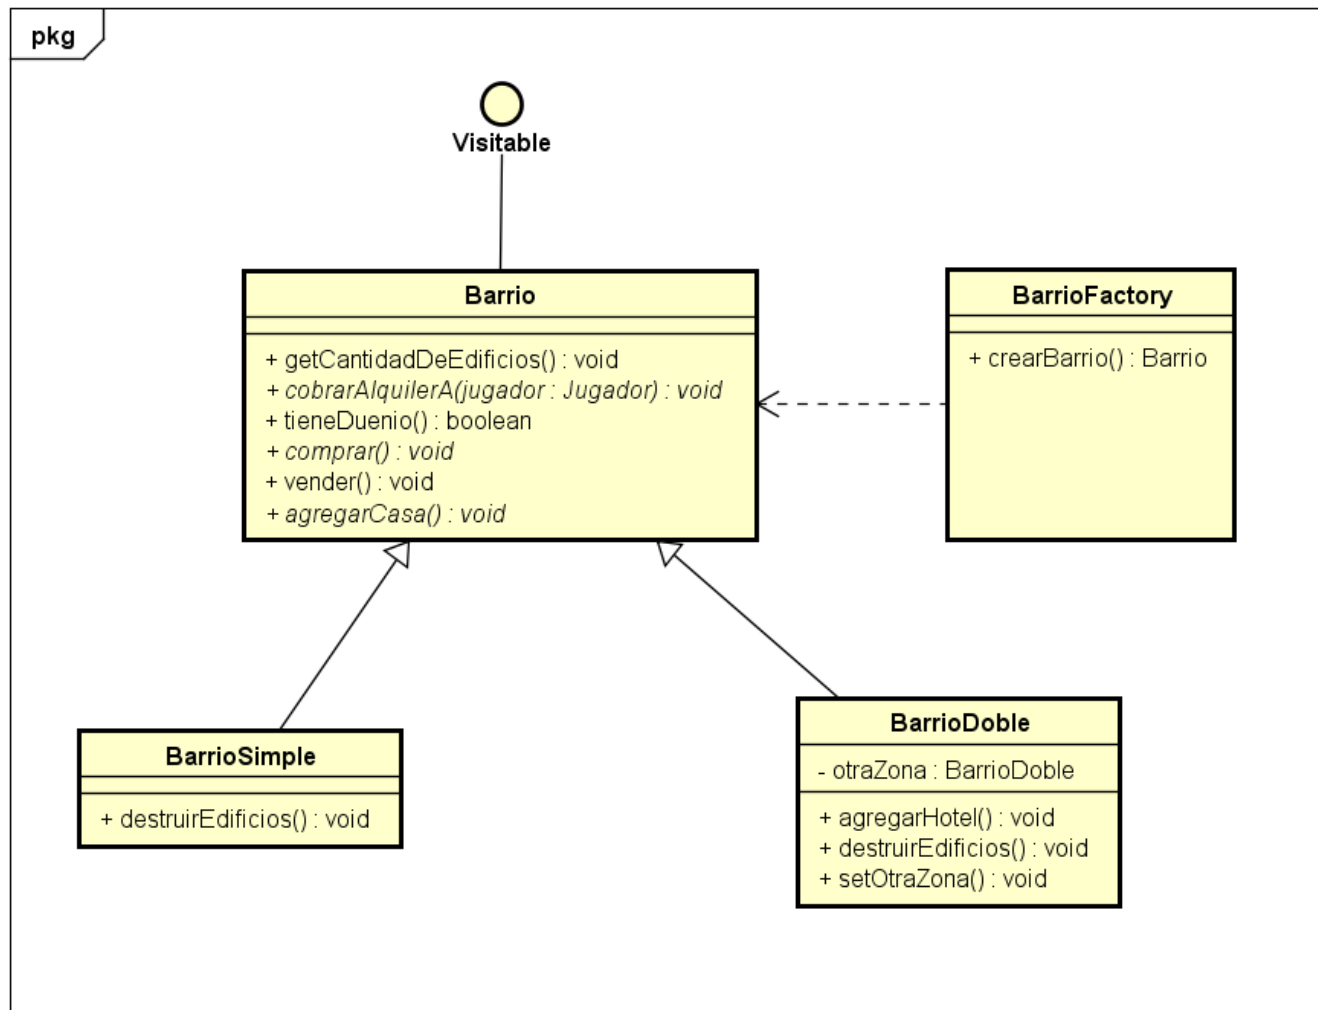 pkg
Visitable
Barrio
+ getCantidadDeEdificios() : void
+ cobrarAlquilerA(jugador : Jugador) : void
+ tieneDuenio() : boolean
+ comprar() : void
+ vender() : void
+ agregarCasa() : void
BarrioFactory
+ crearBarrio() : Barrio
BarrioSimple
+ destruirEdificios() : void
BarrioDoble
- otraZona : BarrioDoble
+ agregarHotel() : void
+ destruirEdificios() : void
+ setOtraZona() : void